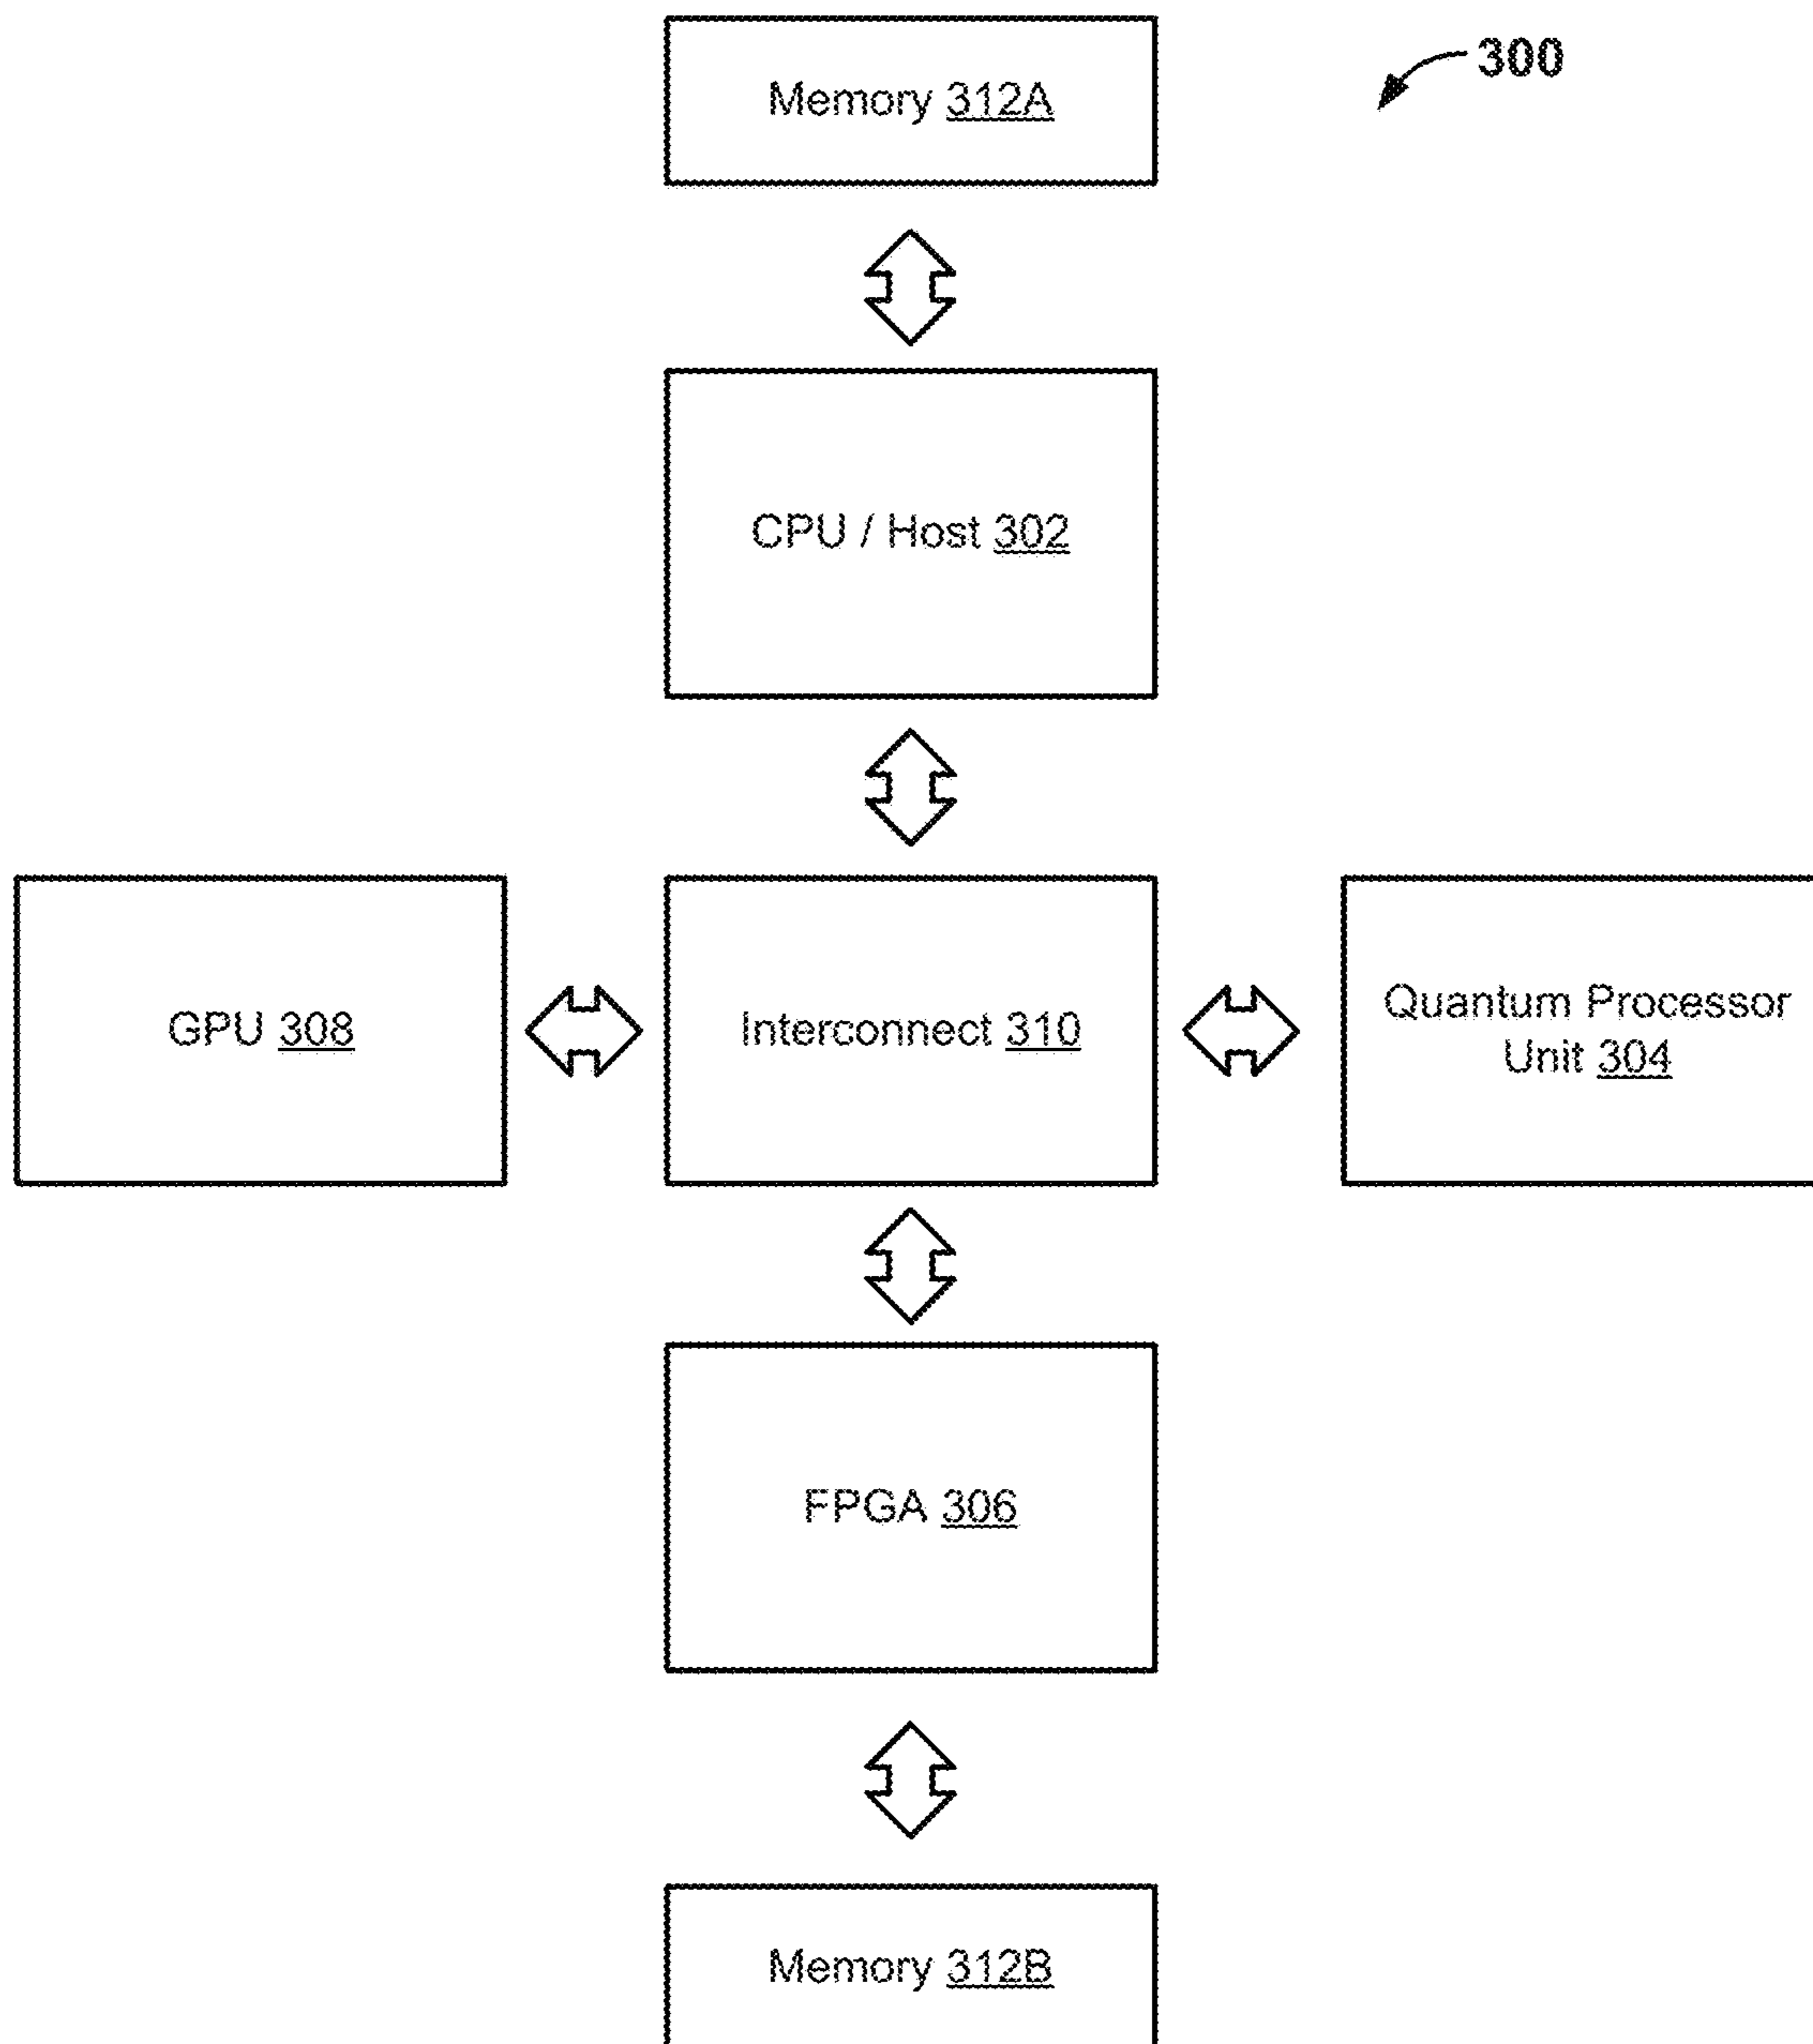 Memory 312A
300
CPU / Host 302
GPU 308
Interconnect 310
Quantum Processor
Unit 304
FPGA 306
Memory 312B